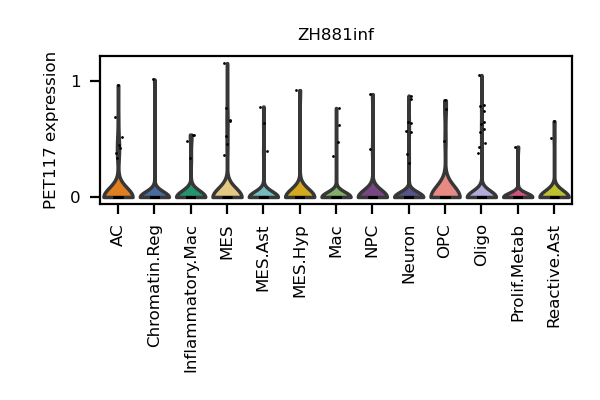 ZH881inf
PET117 expression
1
0
AC
Chromatin.Reg
Inflammatory.Mac
MES
MES.Ast
MES.Hyp
Mac
NPC
Neuron
OPC
Oligo
Prolif.Metab
Reactive.Ast